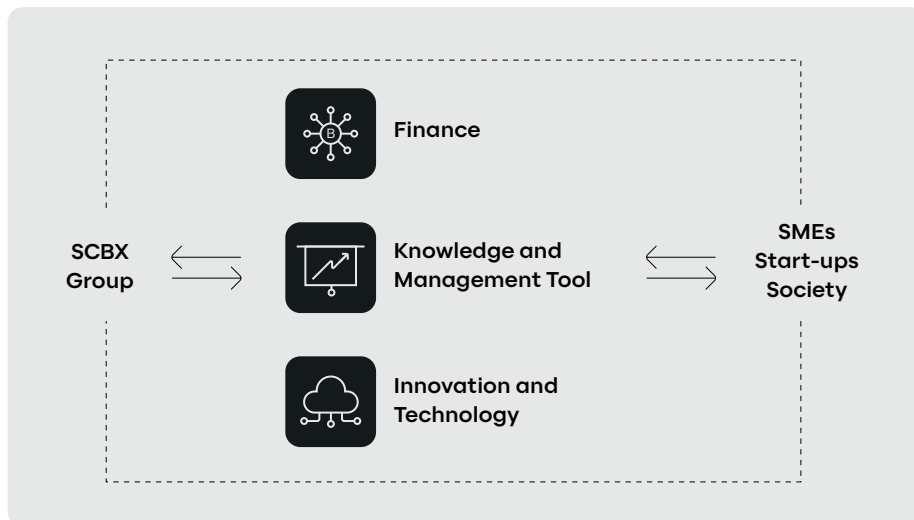 Finance
SCBX
Group
Knowledge and
Management Tool
SMEs
Start-ups
Society
Innovation and
Technology
B